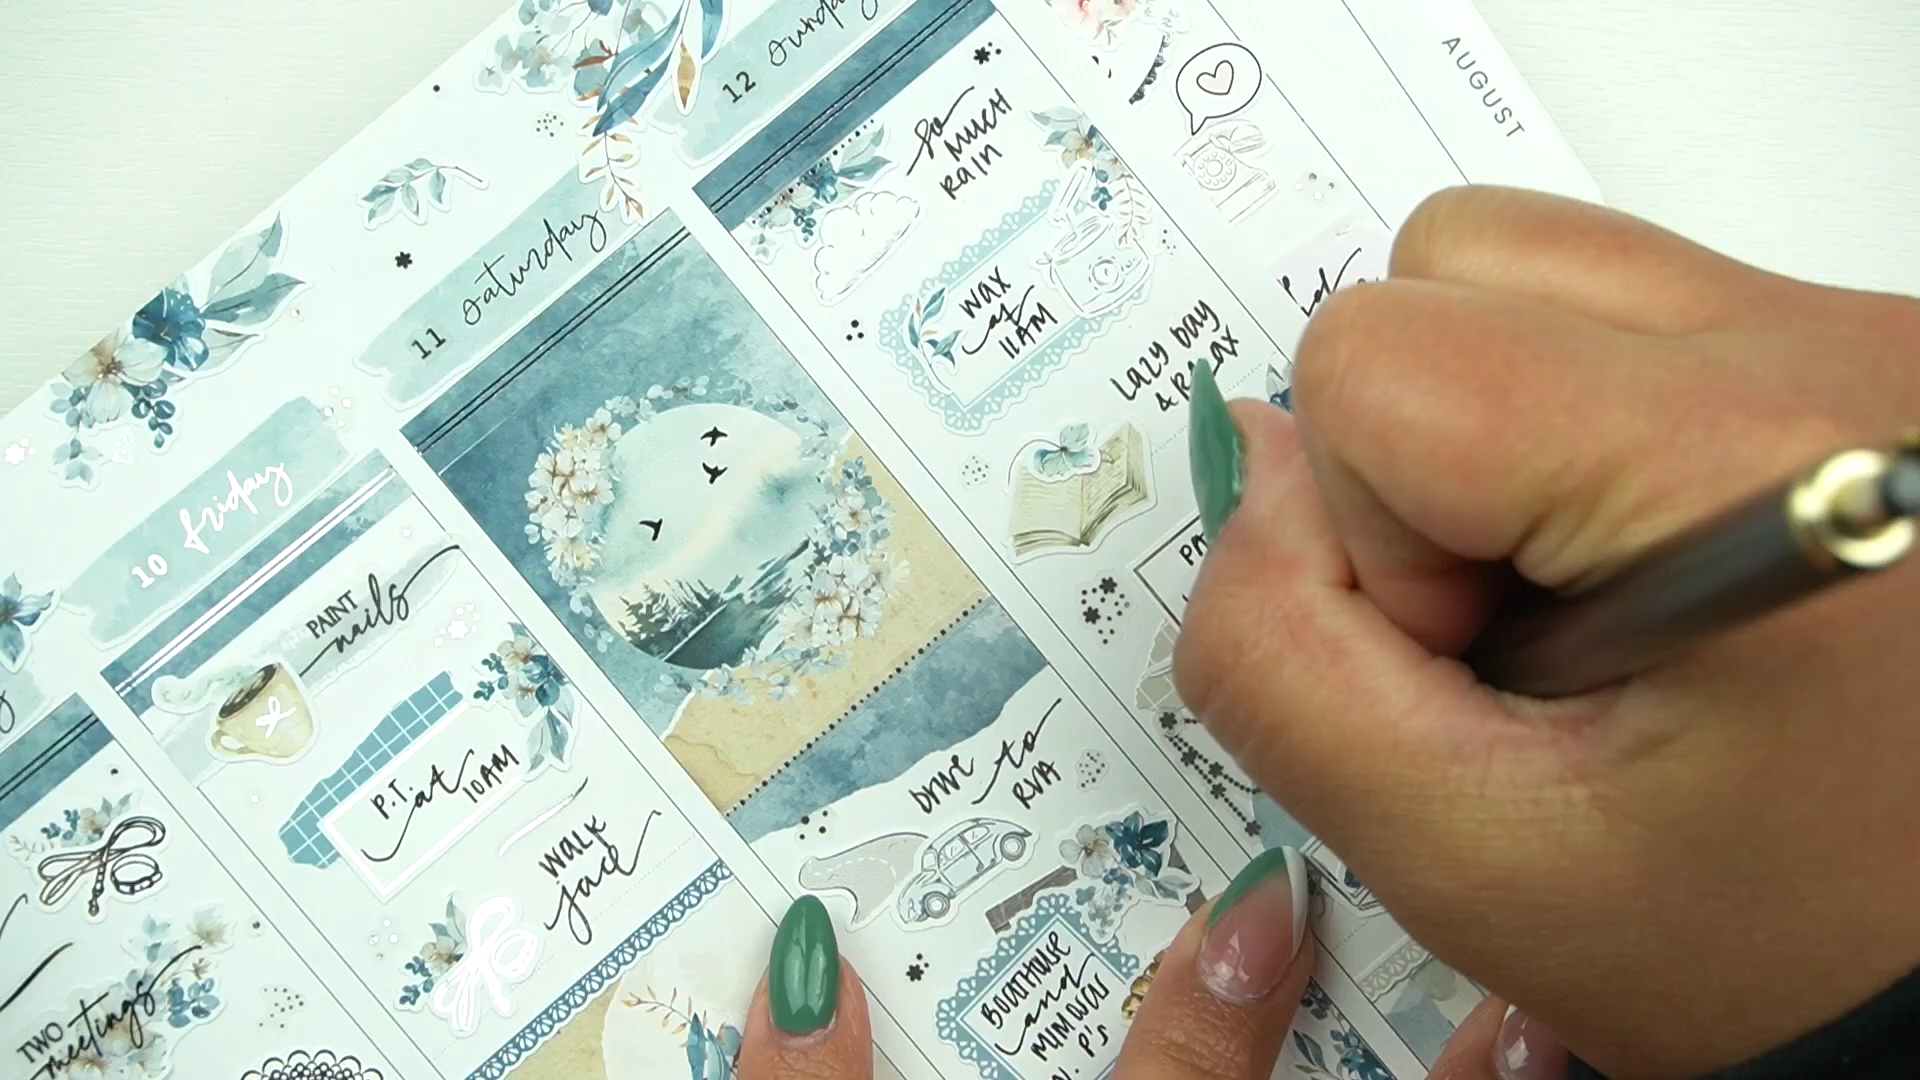 AUGUST
10 friday
PAINT
nails
P.T. at 10AM
WALK
jace
TWO
meetings
11 saturday
DRIVE to
RVA
BOATHOUSE
and
MIMOSAS
P's
12 sunday
so
MUCH
RAIN
WAX
at
11AM
LAZY DAY
& RELAX